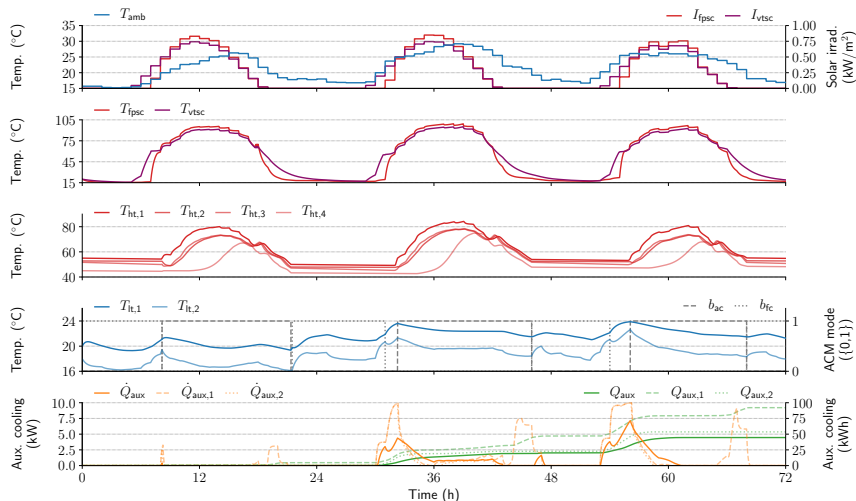 T_amb I_fpsc I_vtsc
Temp. (°C)
35
30
25
20
15
1.00
0.75
0.50
0.25
0.00
Solar irrad. (kW/m²)
T_fpsc T_vtsc
Temp. (°C)
105
75
45
15
T_ht,1 T_ht,2 T_ht,3 T_ht,4
Temp. (°C)
80
60
40
T_lt,1 T_lt,2 b_ac b_fc
Temp. (°C)
24
20
16
1
0
ACM mode ({0,1})
Q̇_aux Q̇_aux,1 Q̇_aux,2 Q_aux Q_aux,1 Q_aux,2
Aux. cooling (kW)
10.0
7.5
5.0
2.5
0.0
100
75
50
25
0
Aux. cooling (kWh)
0 12 24 36 48 60 72
Time (h)